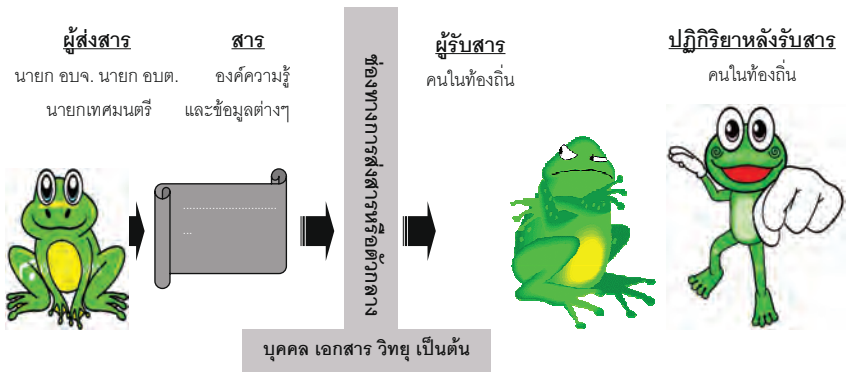 ผู้ส่งสาร
นายก อบจ. นายก อบต.
นายกเทศมนตรี
สาร
องค์ความรู้
และข้อมูลต่างๆ
ช่องทางการส่งสารหรือตัวกลาง
บุคคล เอกสาร วิทยุ เป็นต้น
ผู้รับสาร
คนในท้องถิ่น
ปฏิกิริยาหลังรับสาร
คนในท้องถิ่น